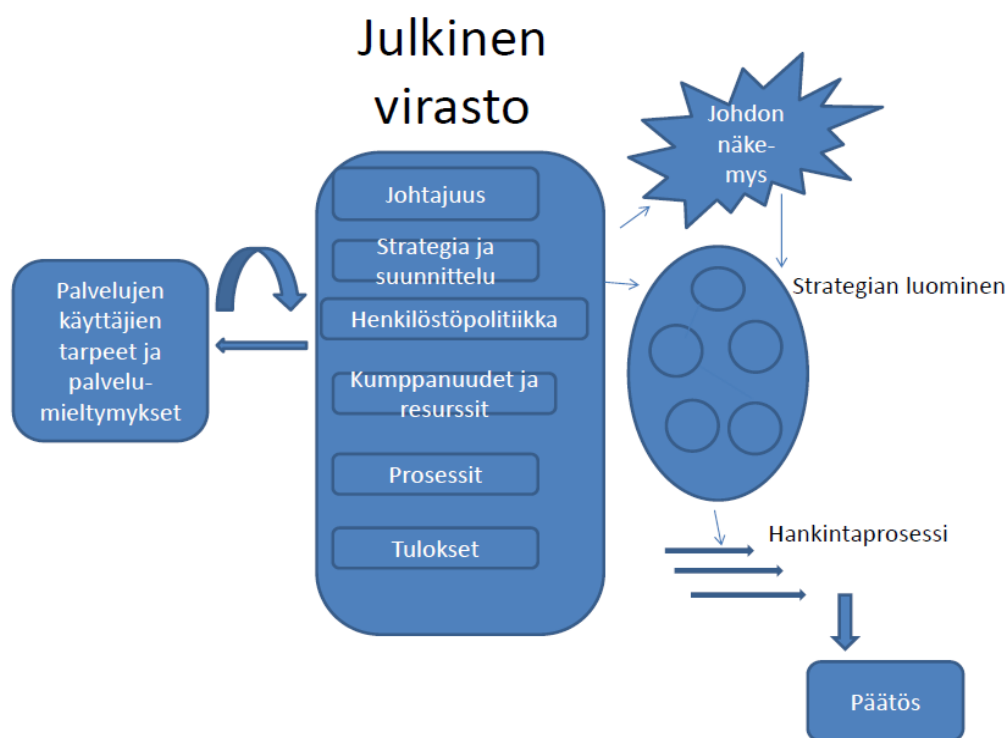 Julkinen
virasto
Johdon
näke-
mys
Johtajuus
Strategia ja
suunnittelu
Henkilöstöpolitiikka
Kumppanuudet ja
resurssit
Prosessit
Tulokset
Palvelujen
käyttäjien
tarpeet ja
palvelu-
mieltymykset
Strategian luominen
Hankintaprosessi
Päätös